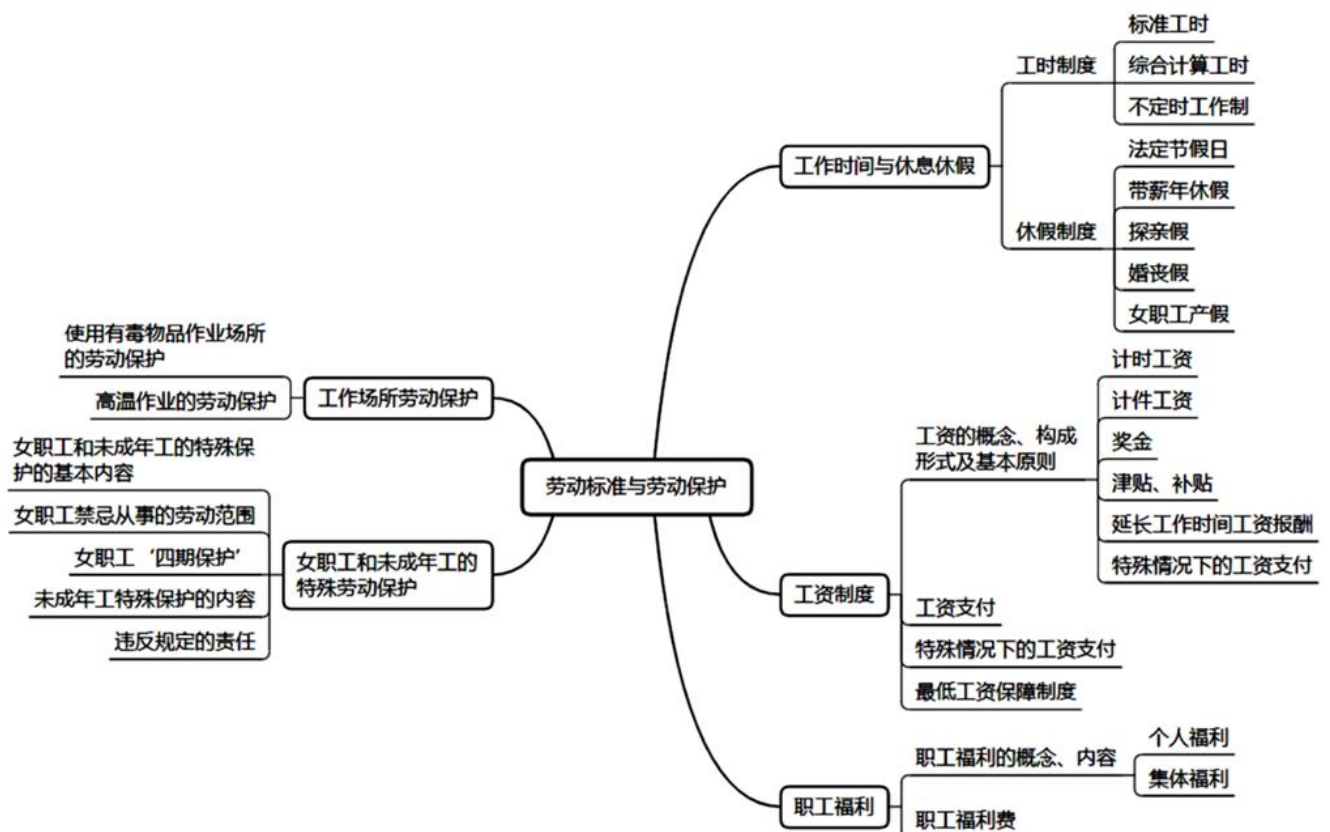 劳动标准与劳动保护
工作时间与休息休假
工时制度
标准工时
综合计算工时
不定时工作制
休假制度
法定节假日
带薪年休假
探亲假
婚丧假
女职工产假
工资制度
工资的概念、构成
形式及基本原则
计时工资
计件工资
奖金
津贴、补贴
延长工作时间工资报酬
特殊情况下的工资支付
工资支付
特殊情况下的工资支付
最低工资保障制度
职工福利
职工福利的概念、内容
个人福利
集体福利
职工福利费
工作场所劳动保护
使用有毒物品作业场所
的劳动保护
高温作业的劳动保护
女职工和未成年工的
特殊劳动保护
女职工和未成年工的特殊保
护的基本内容
女职工禁忌从事的劳动范围
女职工‘四期保护’
未成年工特殊保护的内容
违反规定的责任